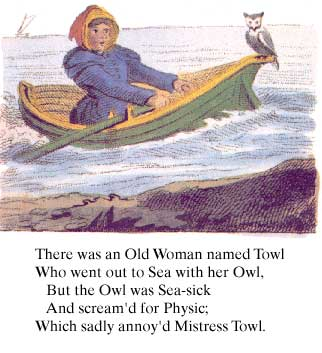 There was an Old Woman named Towl
Who went out to Sea with her Owl,
But the Owl was Sea-sick
And scream'd for Physic;
Which sadly annoy'd Mistress Towl.